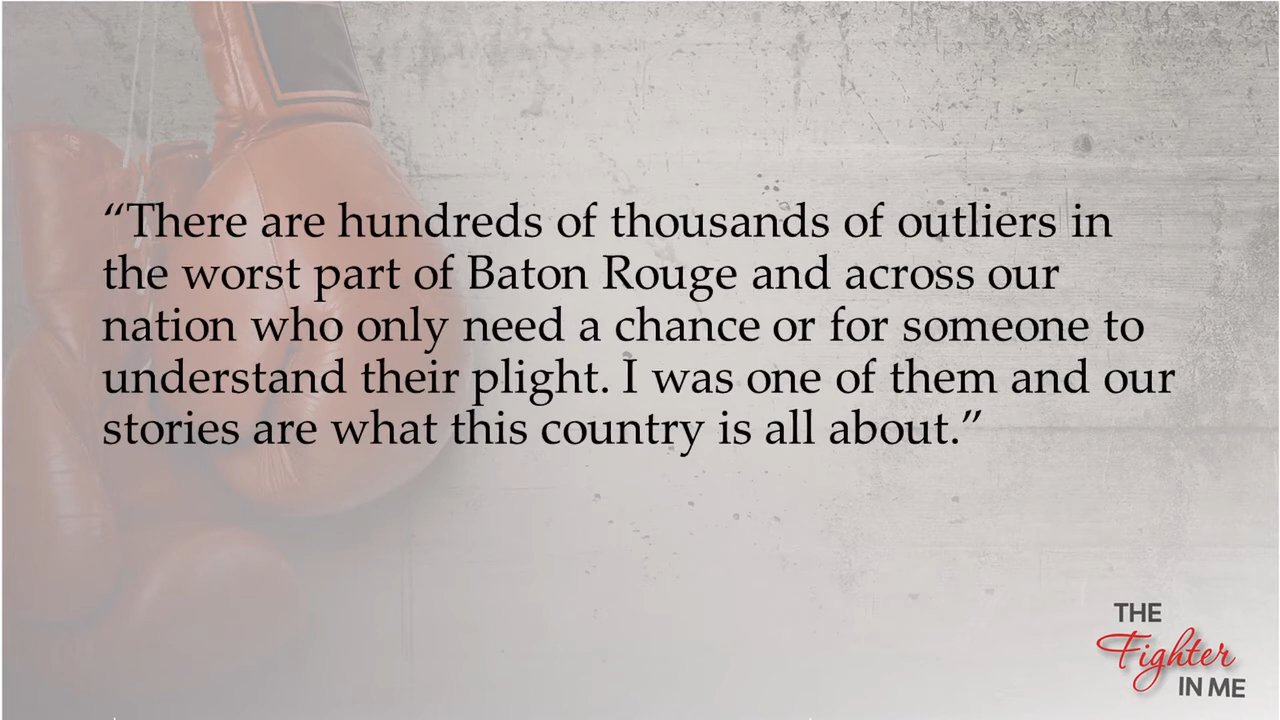 “There are hundreds of thousands of outliers in
the worst part of Baton Rouge and across our
nation who only need a chance or for someone to
understand their plight. I was one of them and our
stories are what this country is all about.”
THE
Fighter
IN ME